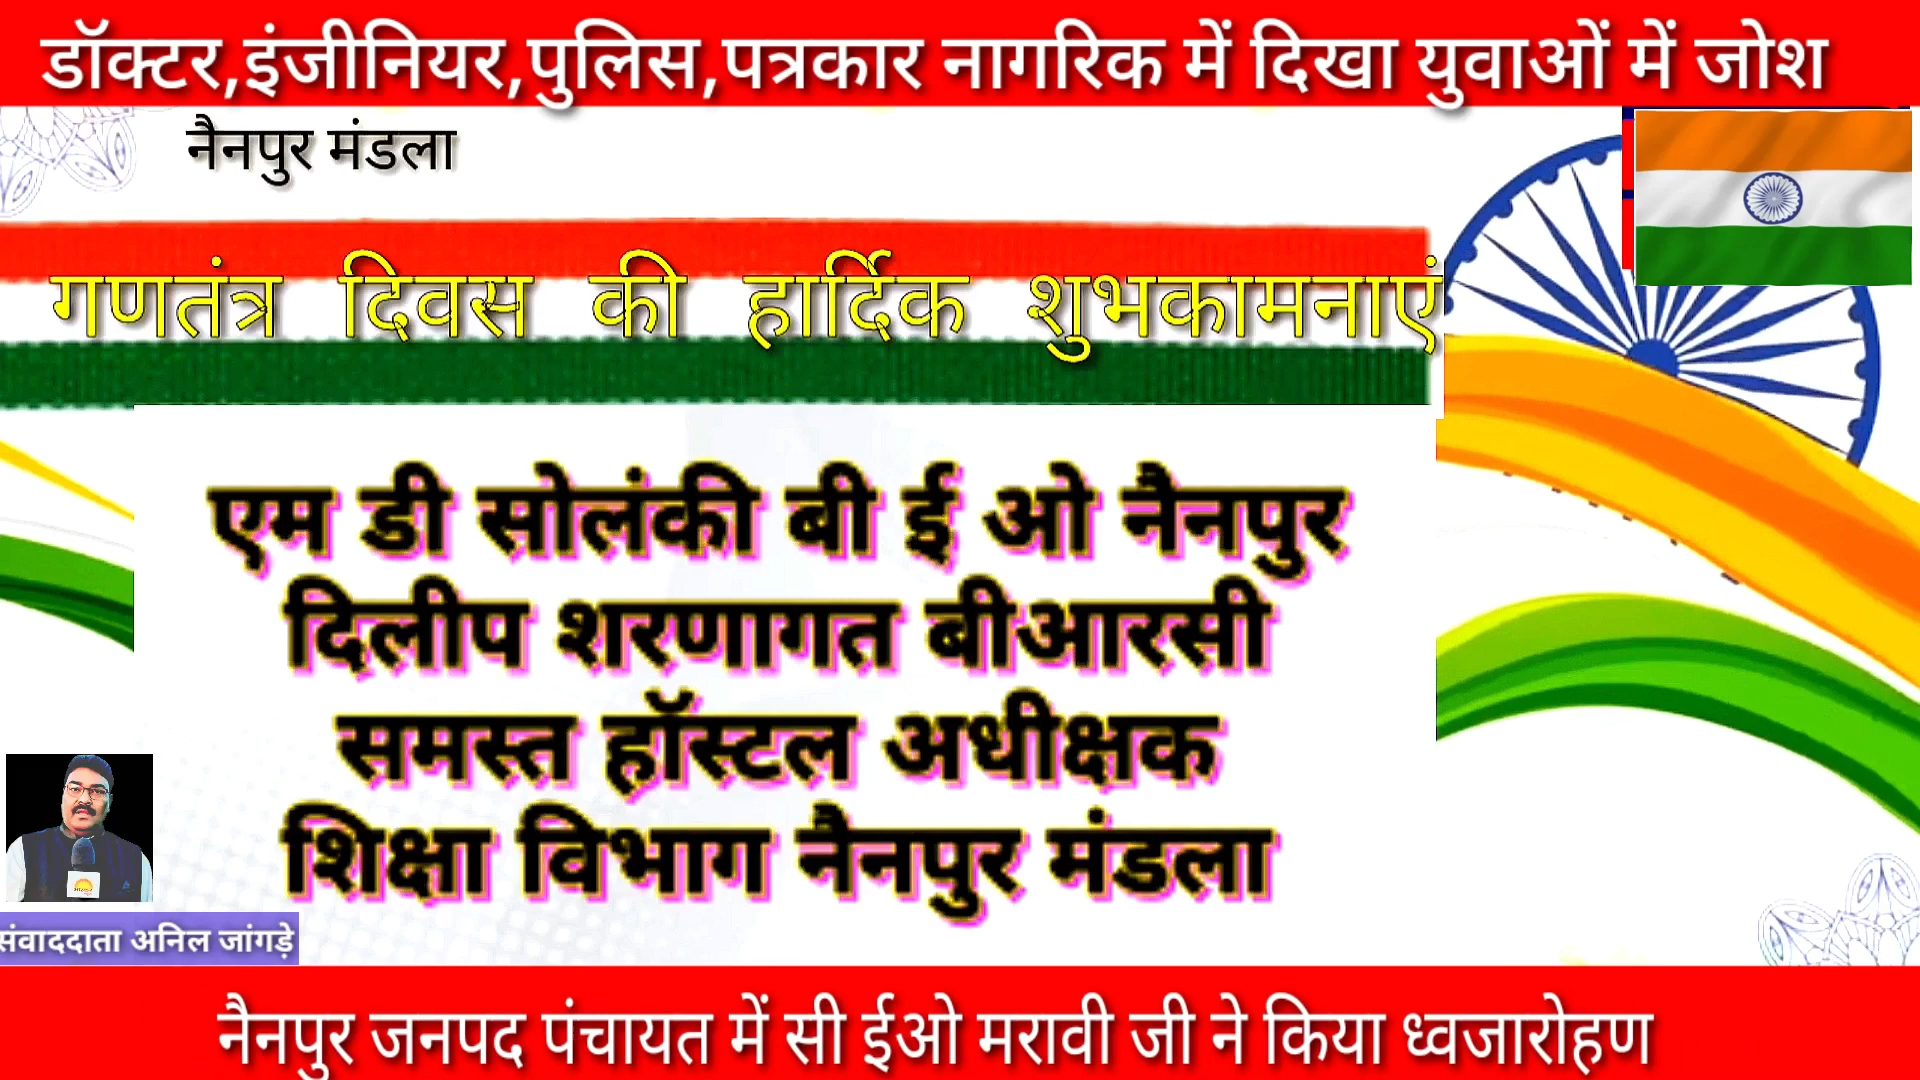 डॉक्टर,इंजीनियर,पुलिस,पत्रकार नागरिक में दिखा युवाओं में जोश
नैनपुर मंडला
गणतंत्र दिवस की हार्दिक शुभकामनाएं
एम डी सोलंकी बी ई ओ नैनपुर
दिलीप शरणागत बीआरसी
समस्त हॉस्टल अधीक्षक
शिक्षा विभाग नैनपुर मंडला
संवाददाता अनिल जांगड़े
नैनपुर जनपद पंचायत में सी ईओ मरावी जी ने किया ध्वजारोहण